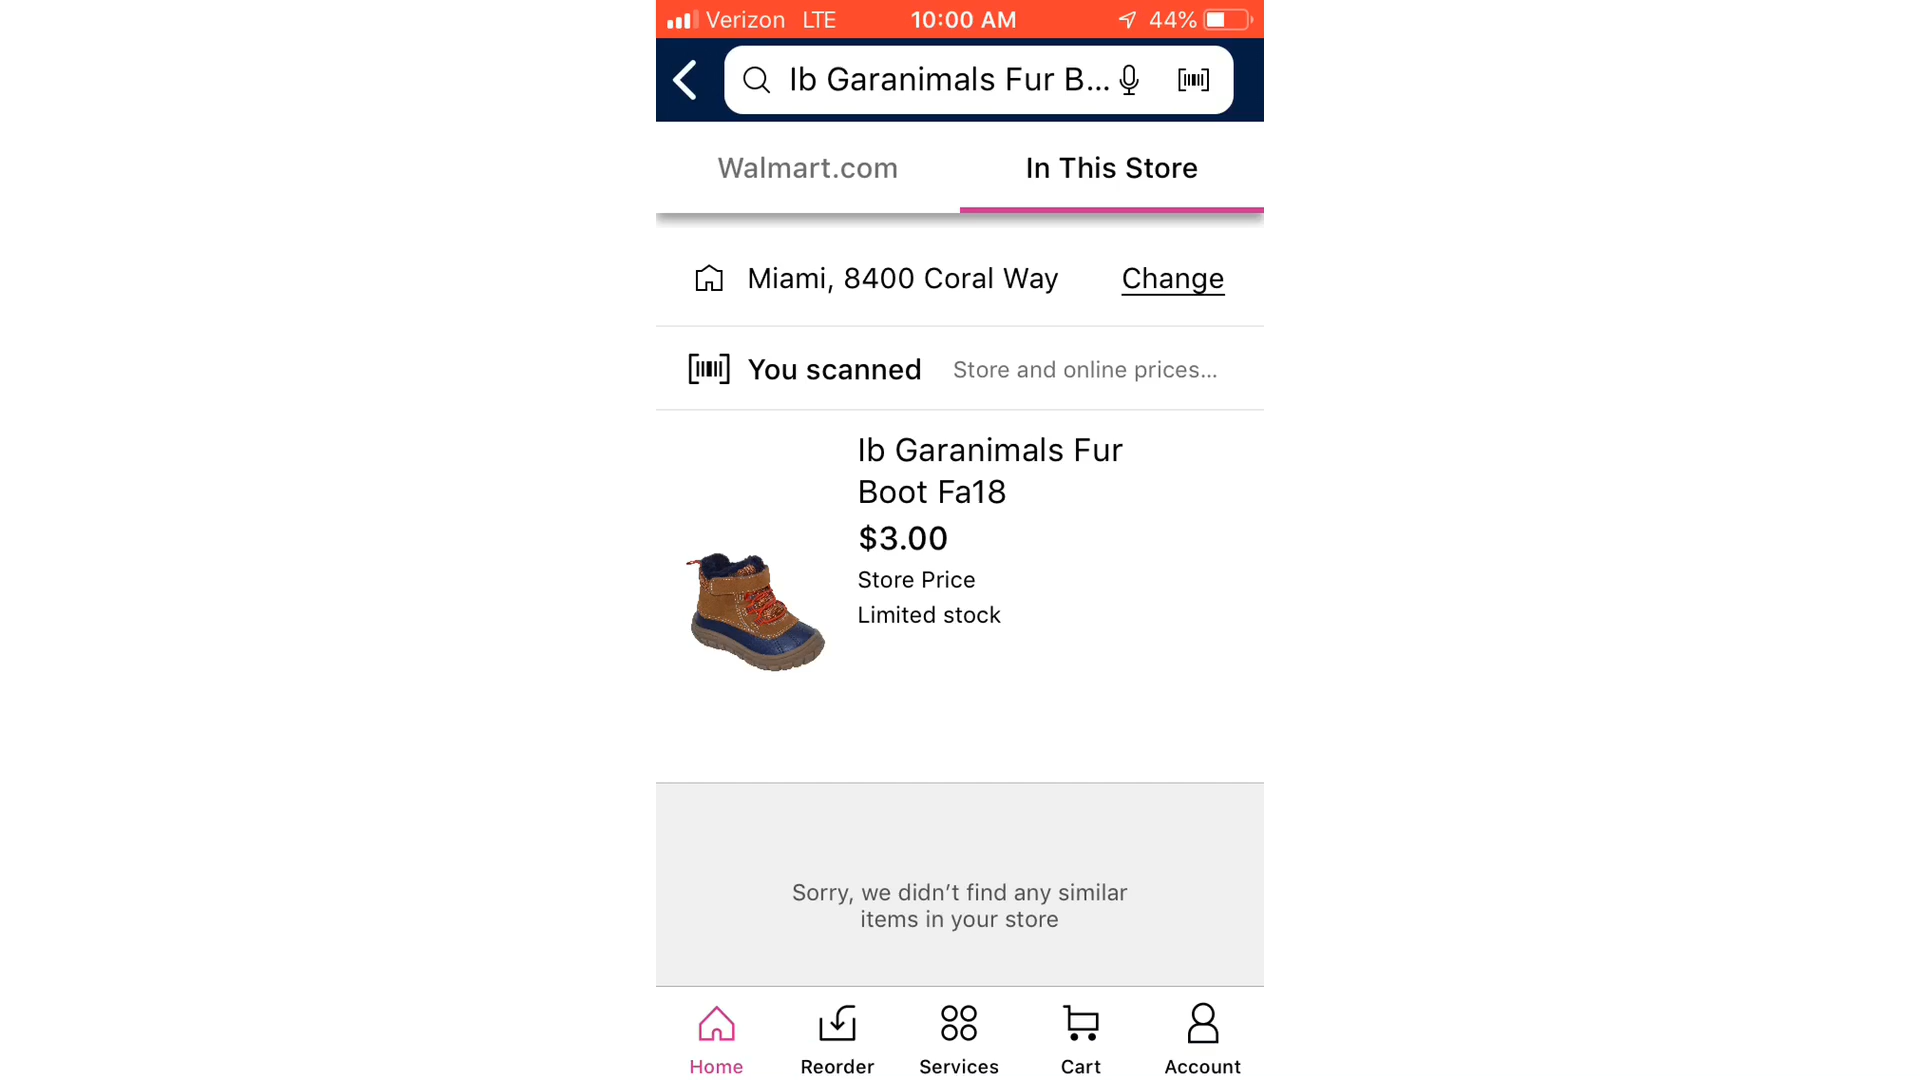 Verizon LTE 10:00 AM 44%
Ib Garanimals Fur B...
Walmart.com In This Store
Miami, 8400 Coral Way Change
You scanned Store and online prices...
Ib Garanimals Fur
Boot Fa18
$3.00
Store Price
Limited stock
Sorry, we didn’t find any similar
items in your store
Home Reorder Services Cart Account